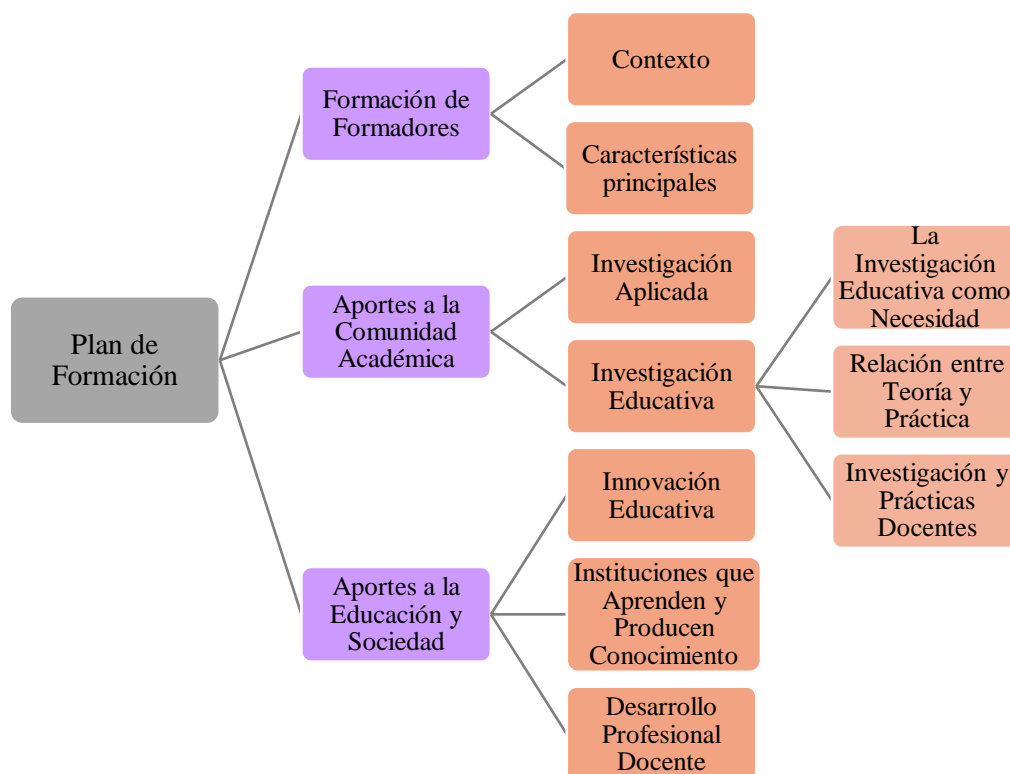 Plan de
Formación
Formación de
Formadores
Contexto
Características
principales
Aportes a la
Comunidad
Académica
Investigación
Aplicada
Investigación
Educativa
La
Investigación
Educativa como
Necesidad
Relación entre
Teoría y
Práctica
Investigación y
Prácticas
Docentes
Aportes a la
Educación y
Sociedad
Innovación
Educativa
Instituciones que
Aprenden y
Producen
Conocimiento
Desarrollo
Profesional
Docente